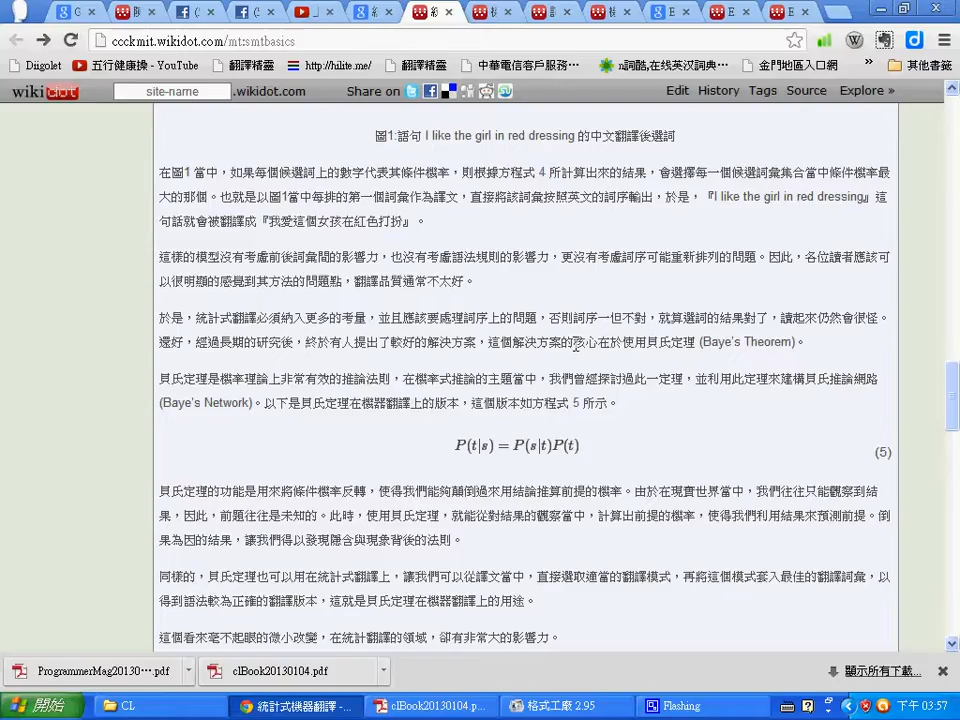 ccckmit.wikidot.com/mt:smtbasics
Diigolet 五行健康操 - YouTube 翻譯精靈 http://hilite.me/ 翻譯精靈 中華電信客戶服務… n詞酷,在线英汉詞典… 金門地區入口網 » 其他書籤
wikidot site-name .wikidot.com Share on Edit History Tags Source Explore »
圖1:語句 I like the girl in red dressing 的中文翻譯後選詞
在圖1 當中，如果每個候選詞上的數字代表其條件機率，則根據方程式 4 所計算出來的結果，會選擇每一個候選詞彙集合當中條件機率最
大的那個。也就是以圖1當中每排的第一個詞彙作為譯文，直接將該詞彙按照英文的詞序輸出，於是，『I like the girl in red dressing』這
句話就會被翻譯成『我愛這個女孩在紅色打扮』。
這樣的模型沒有考慮前後詞彙間的影響力，也沒有考慮語法規則的影響力，更沒有考慮詞序可能重新排列的問題。因此，各位讀者應該可
以很明顯的感覺到其方法的問題點，翻譯品質通常不太好。
於是，統計式翻譯必須納入更多的考量，並且應該要處理詞序上的問題，否則詞序一但不對，就算選詞的結果對了，讀起來仍然會很怪。
還好，經過長期的研究後，終於有人提出了較好的解決方案，這個解決方案的核心在於使用貝氏定理 (Baye's Theorem)。
貝氏定理是機率理論上非常有效的推論法則，在機率式推論的主題當中，我們曾經探討過此一定理，並利用此定理來建構貝氏推論網路
(Baye's Network)。以下是貝氏定理在機器翻譯上的版本，這個版本如方程式 5 所示。
P(t|s) = P(s|t)P(t)
(5)
貝氏定理的功能是用來將條件機率反轉，使得我們能夠顛倒過來用結論推算前提的機率。由於在現實世界當中，我們往往只能觀察到結
果，因此，前題往往是未知的。此時，使用貝氏定理，就能從對結果的觀察當中，計算出前提的機率，使得我們利用結果來預測前提。倒
果為因的結果，讓我們得以發現隱含與現象背後的法則。
同樣的，貝氏定理也可以用在統計式翻譯上，讓我們可以從譯文當中，直接選取適當的翻譯模式，再將這個模式套入最佳的翻譯詞彙，以
得到語法較為正確的翻譯版本，這就是貝氏定理在機器翻譯上的用途。
這個看來毫不起眼的微小改變，在統計翻譯的領域，卻有非常大的影響力。
ProgrammerMag20130….pdf clBook20130104.pdf 顯示所有下載...
開始 CL 統計式機器翻譯 -... clBook20130104.p... 格式工廠 2.95 Flashing 下午 03:57